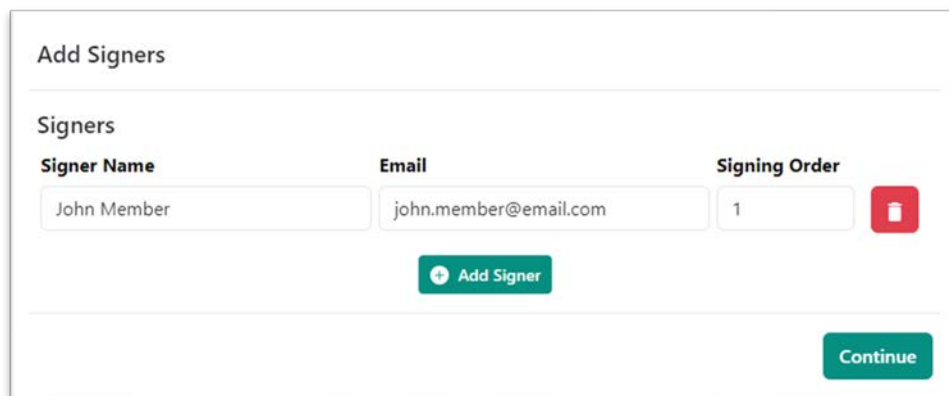 Add Signers
Signers
Signer Name Email Signing Order
John Member john.member@email.com 1
Add Signer
Continue